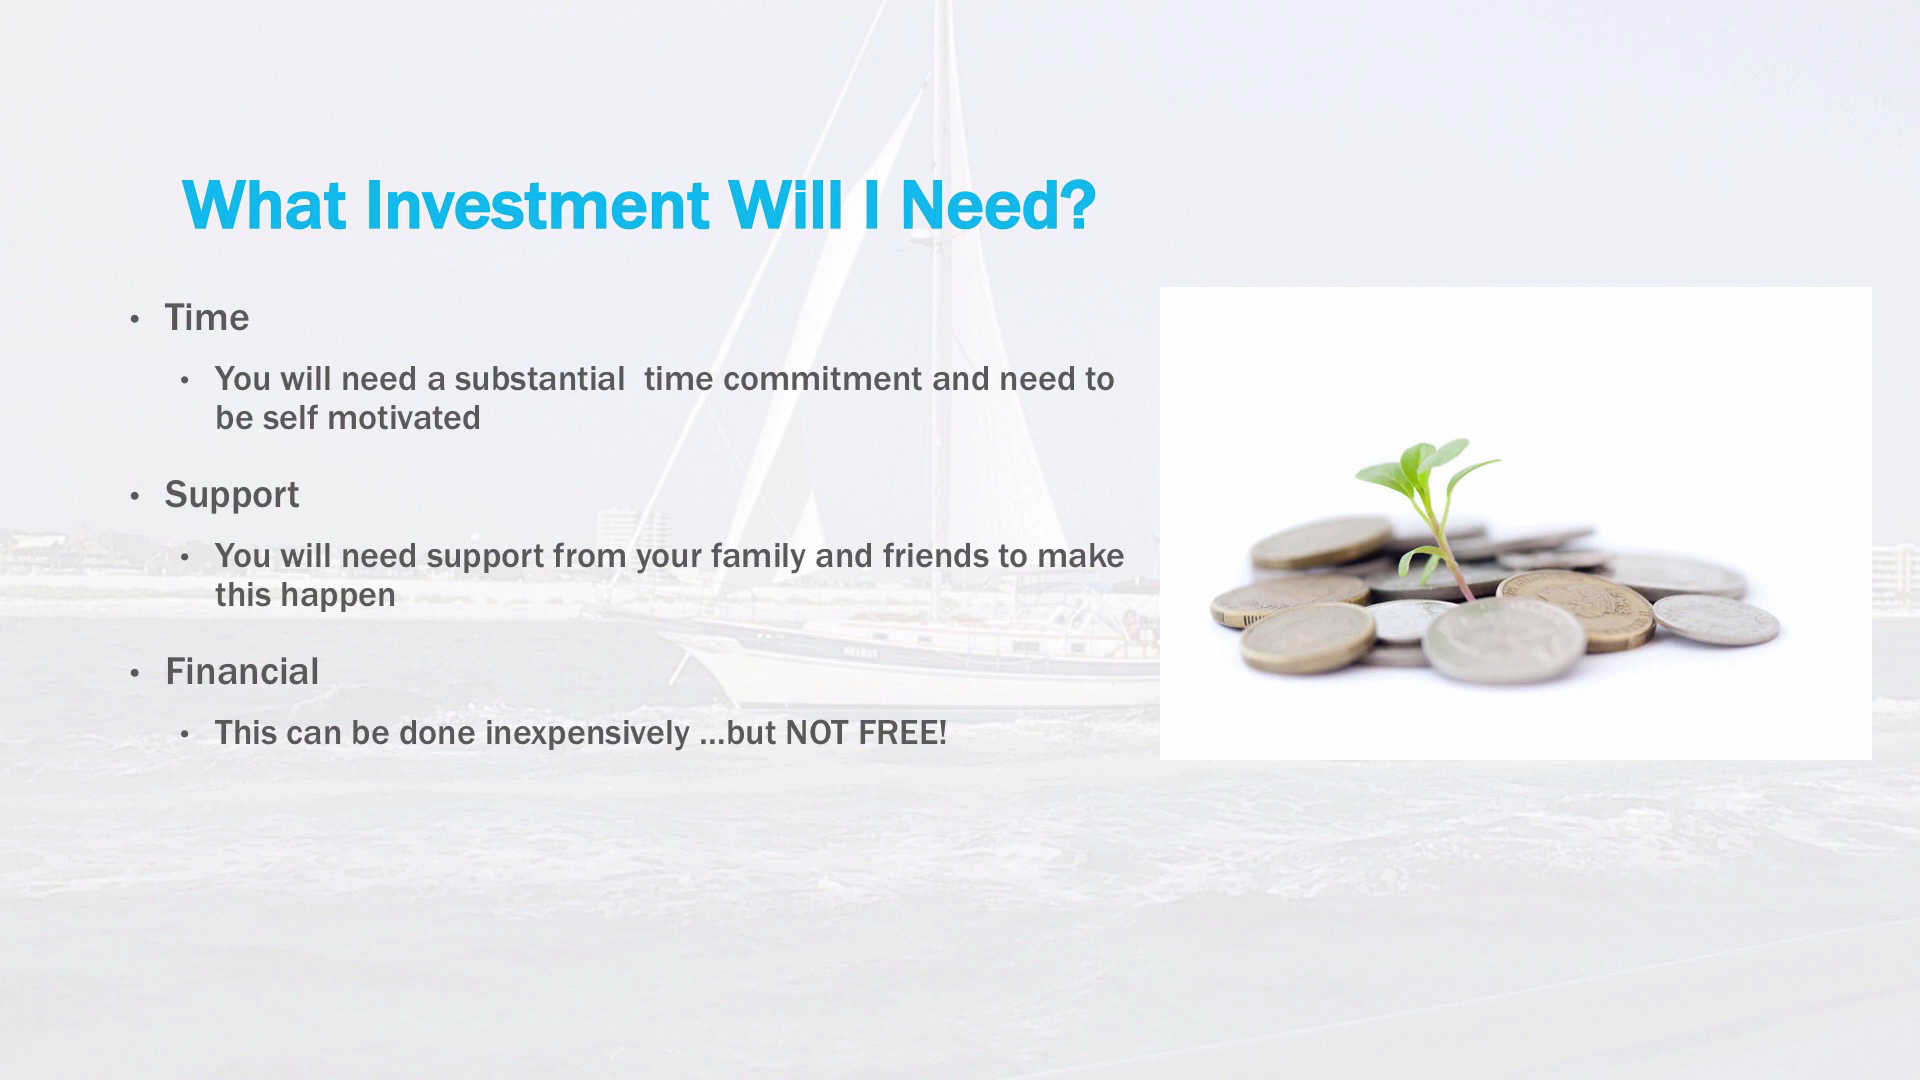 What Investment Will I Need?
• Time
• You will need a substantial  time commitment and need to
be self motivated
• Support
• You will need support from your family and friends to make
this happen
• Financial
• This can be done inexpensively ...but NOT FREE!